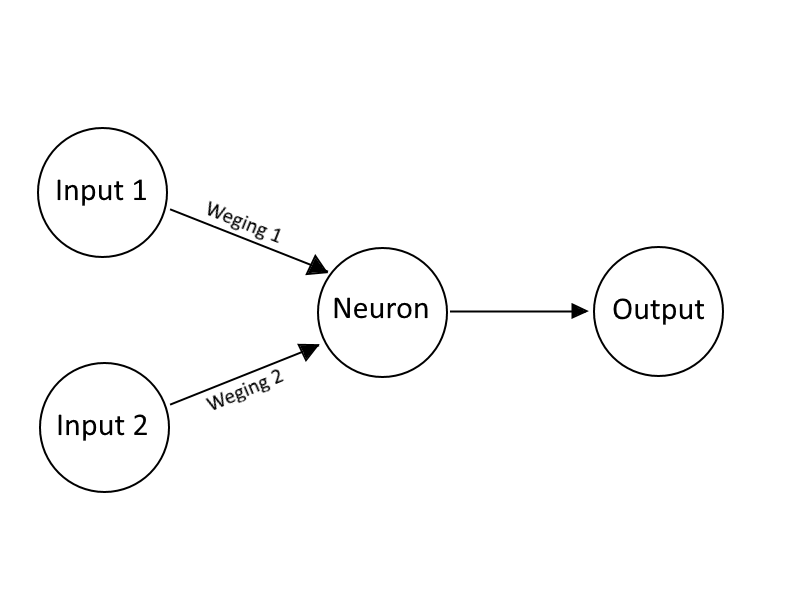 Input 1
Weging 1
Neuron
Output
Weging 2
Input 2